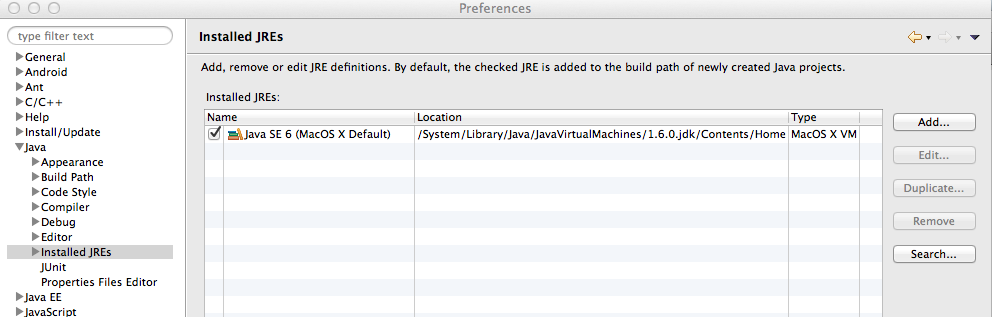 Preferences
type filter text
General
Android
Ant
C/C++
Help
Install/Update
Java
Appearance
Build Path
Code Style
Compiler
Debug
Editor
Installed JREs
JUnit
Properties Files Editor
Java EE
JavaScript
Installed JREs
Add, remove or edit JRE definitions. By default, the checked JRE is added to the build path of newly created Java projects.
Installed JREs:
Name Location Type
Java SE 6 (MacOS X Default) /System/Library/Java/JavaVirtualMachines/1.6.0.jdk/Contents/Home MacOS X VM
Add...
Edit...
Duplicate...
Remove
Search...